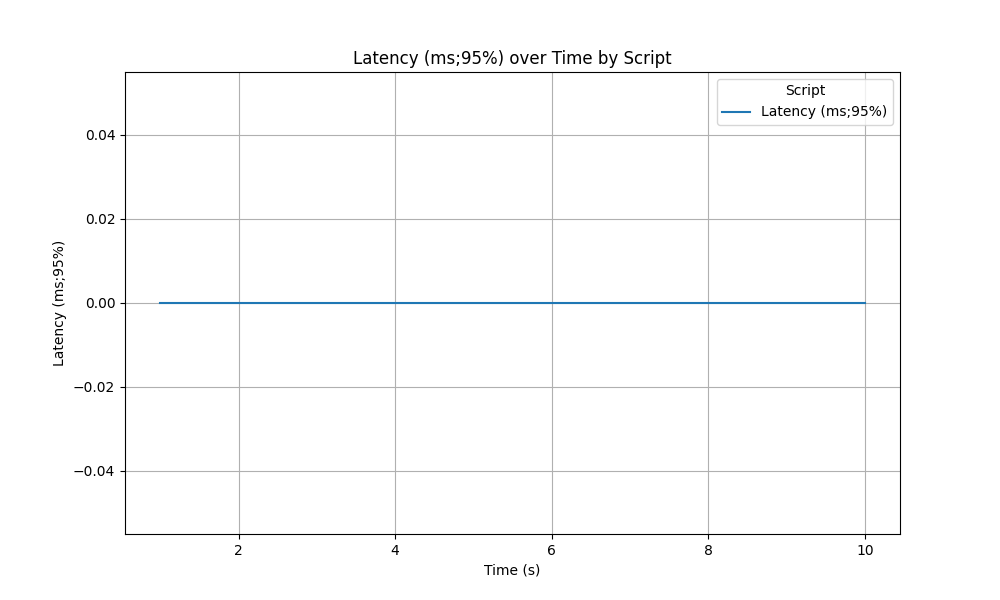 Latency (ms;95%) over Time by Script
Script
Latency (ms;95%)
Latency (ms;95%)
0.04
0.02
0.00
−0.02
−0.04
2 4 6 8 10
Time (s)